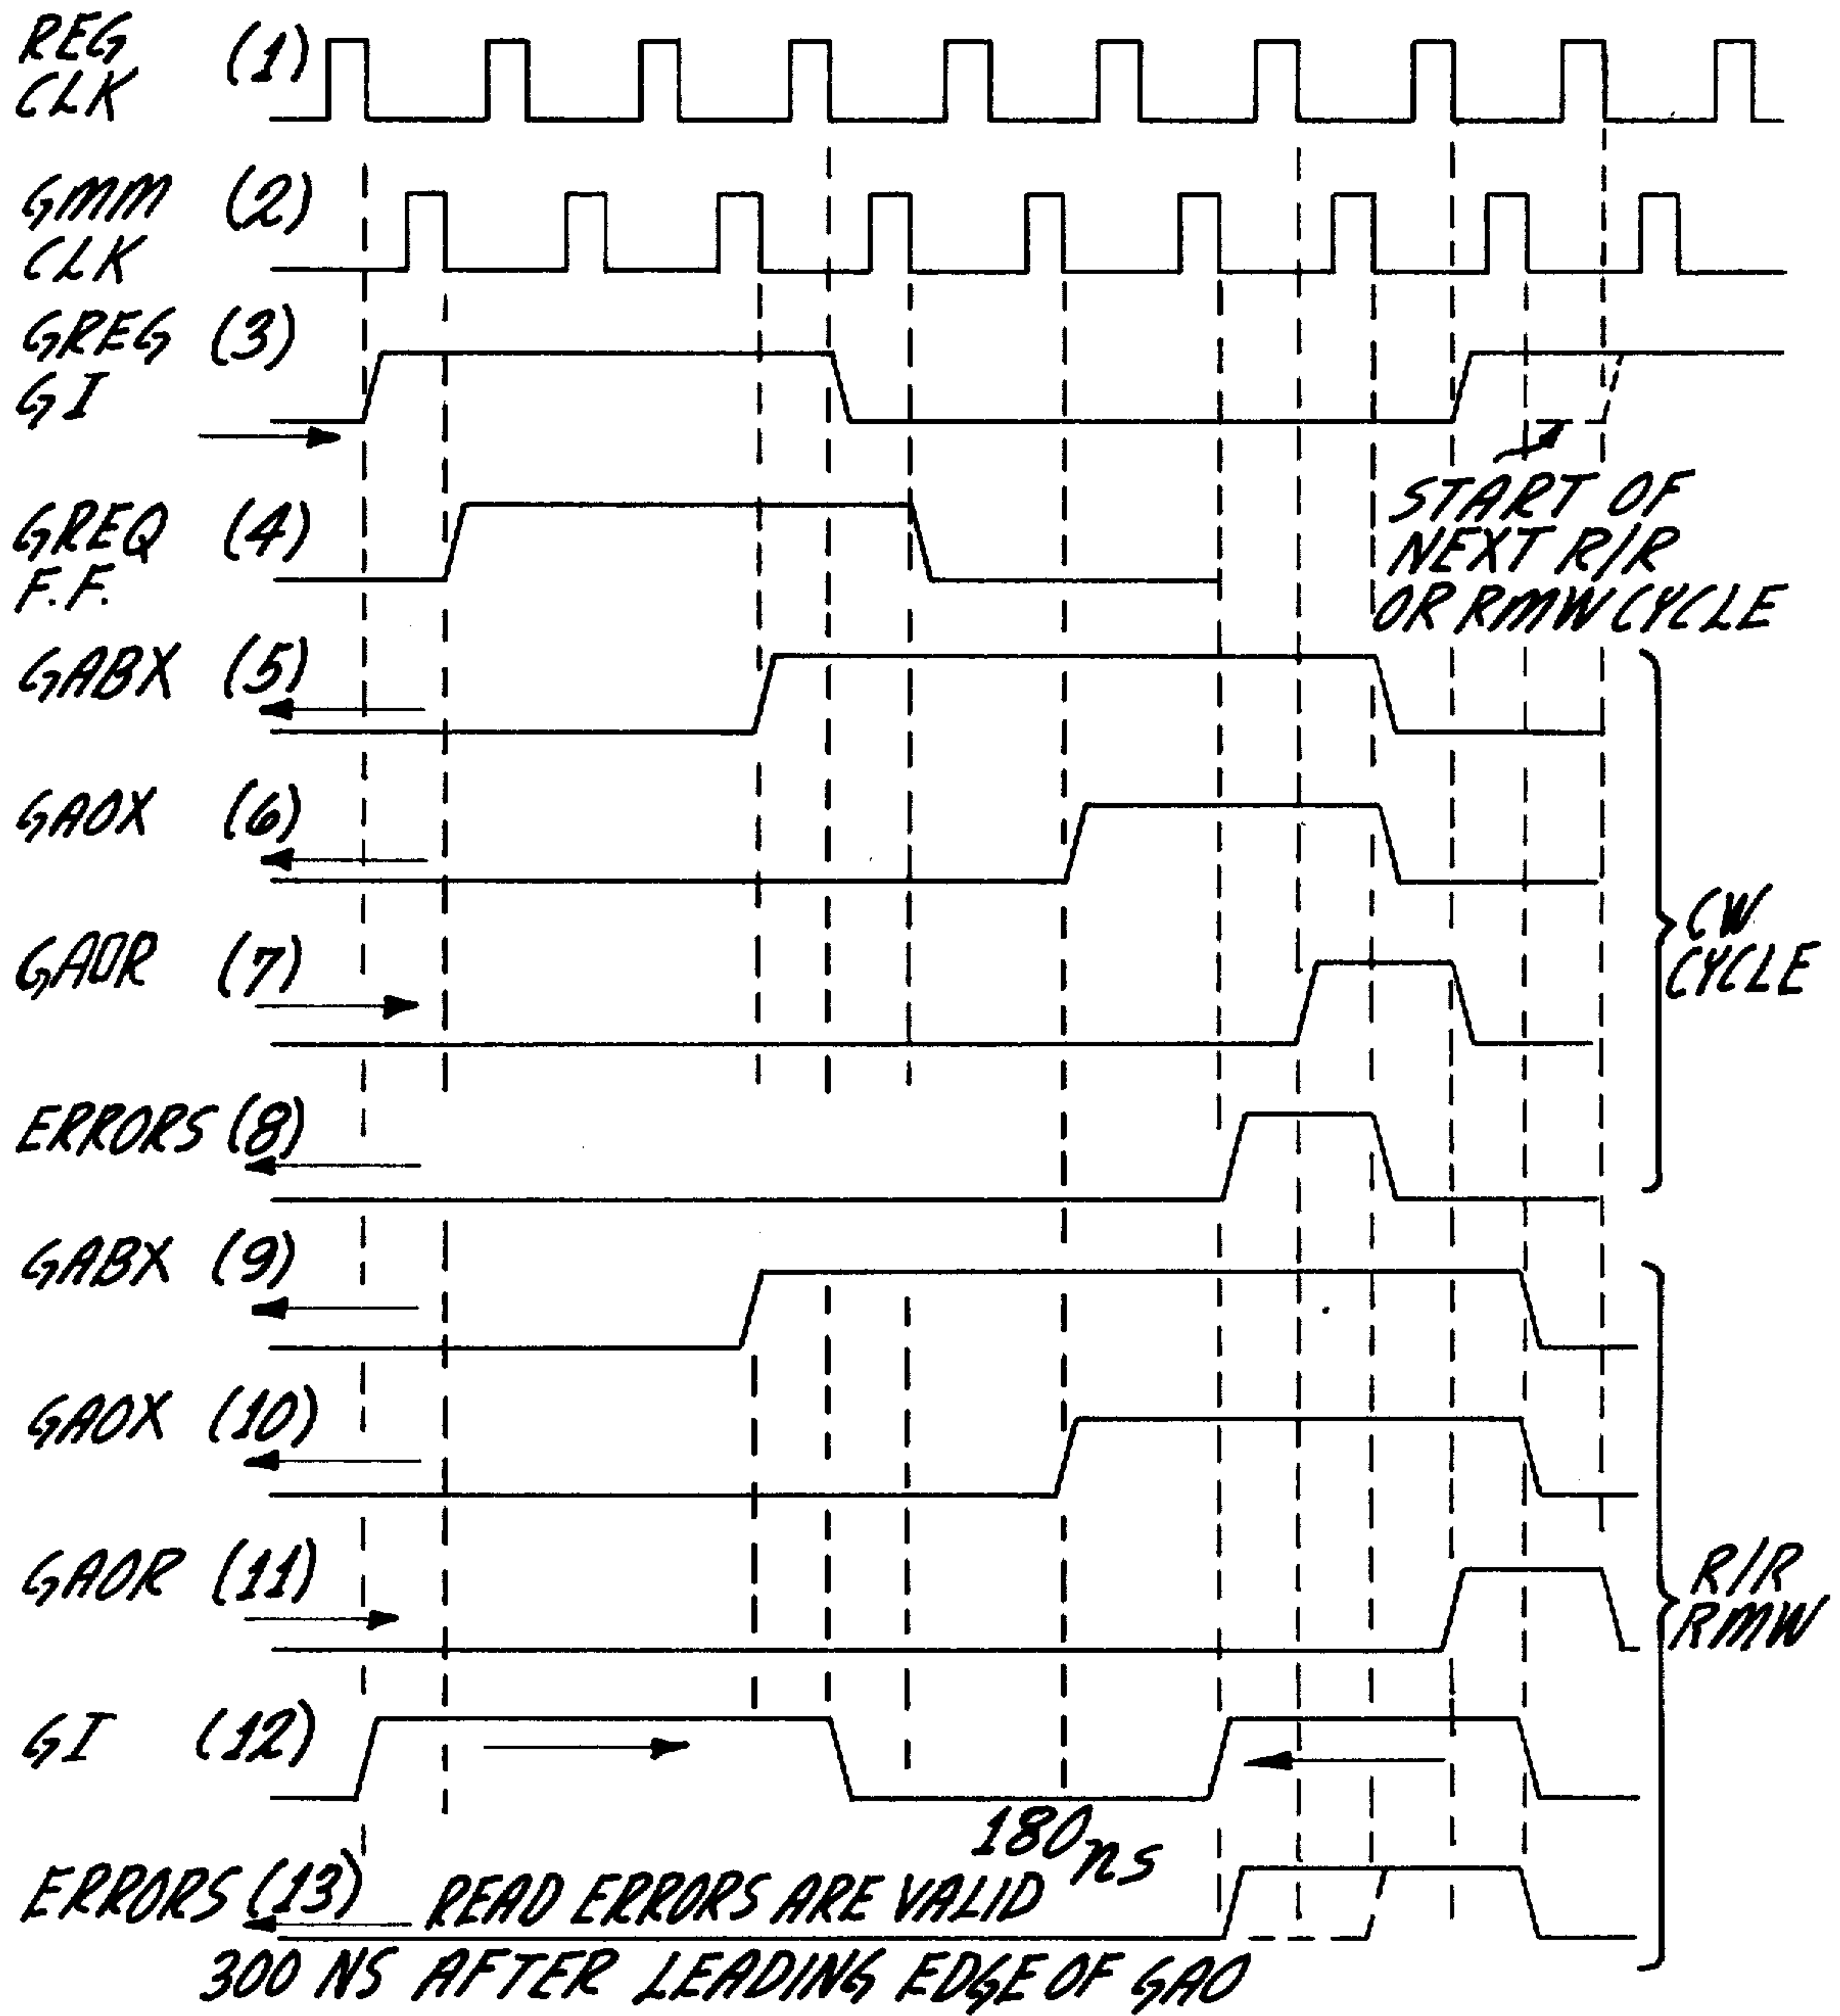 REG
CLK (1)
GMM
CLK (2)
GREG
GI (3)
START OF
NEXT R/R
OR RMW CYCLE
GREQ
F.F. (4)
GABX (5)
GAOX (6)
GAOR (7)
CW
CYCLE
ERRORS (8)
GABX (9)
GAOX (10)
GAOR (11)
R/R
RMW
GI (12)
180ns
ERRORS (13) READ ERRORS ARE VALID
300 NS AFTER LEADING EDGE OF GAO